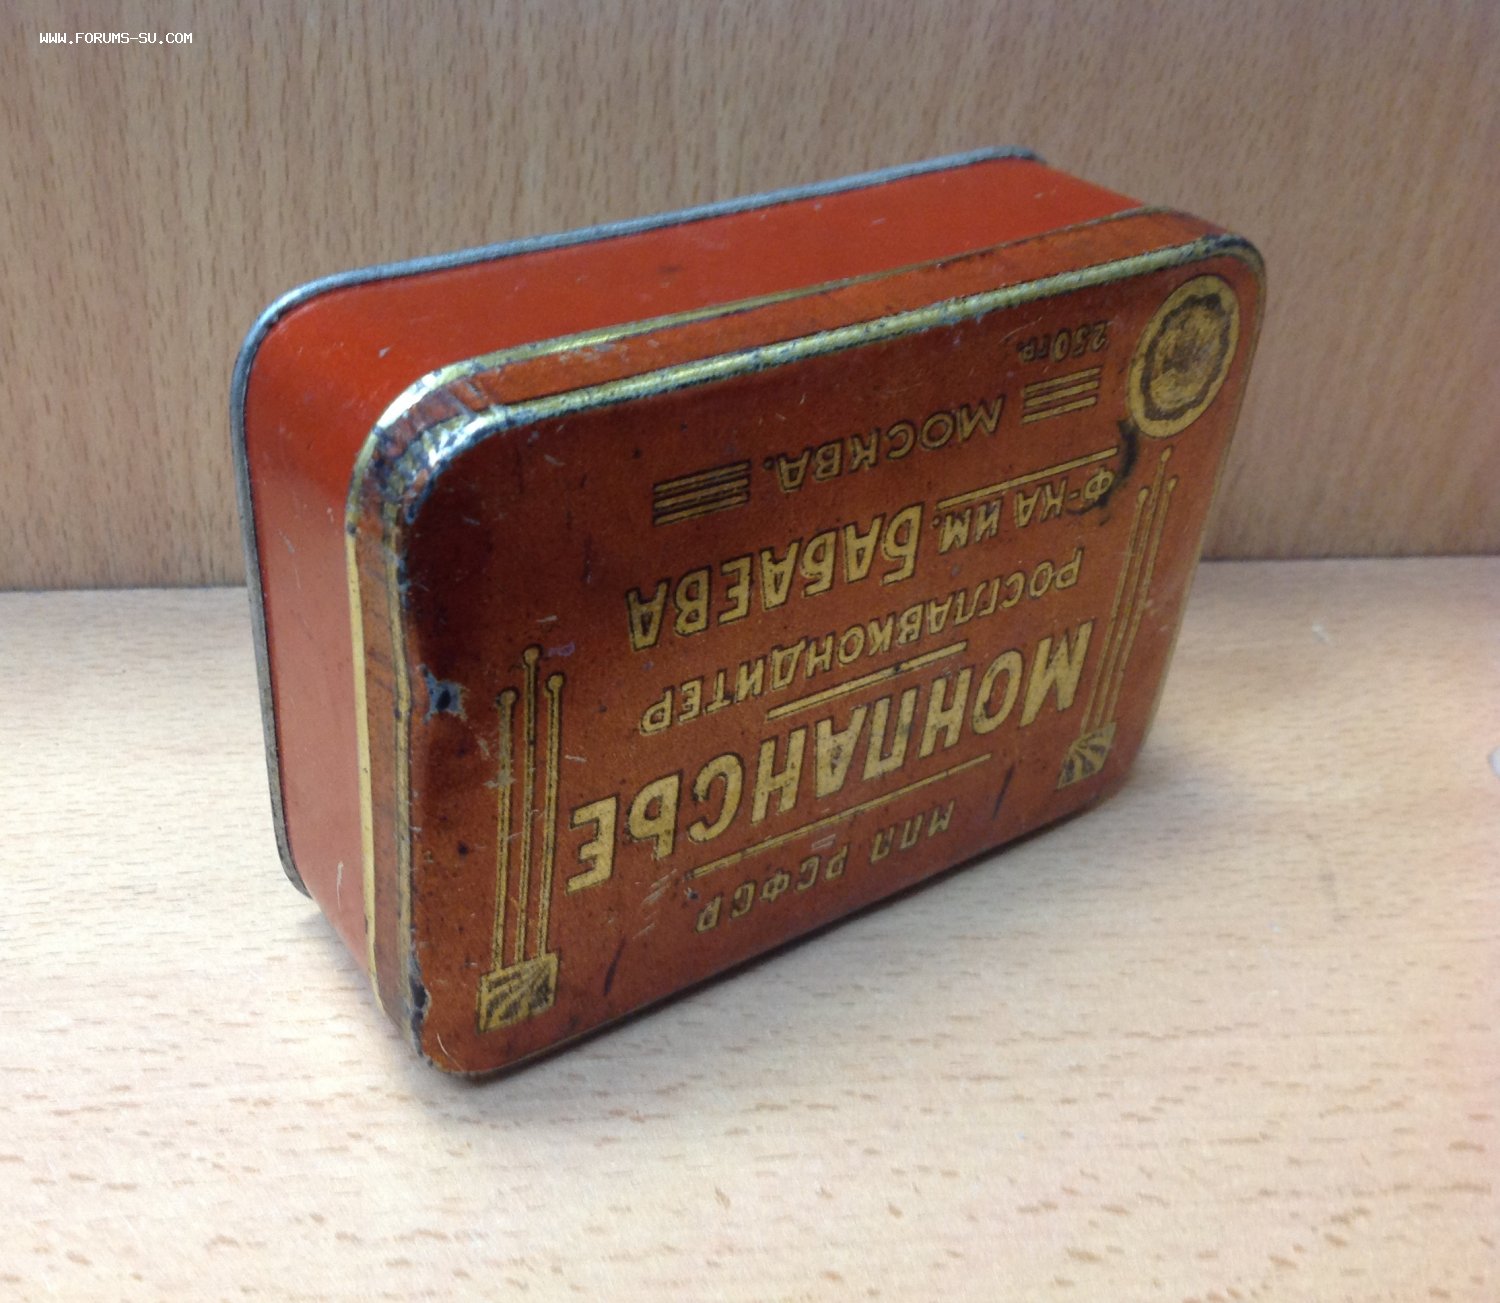 WWW.FORUMS-SU.COM
МПП РСФСР
МОНПАНСЬЕ
РОСГЛАВКОНДИТЕР
Ф-КА ИМ. БАБАЕВА
МОСКВА.
250гр.